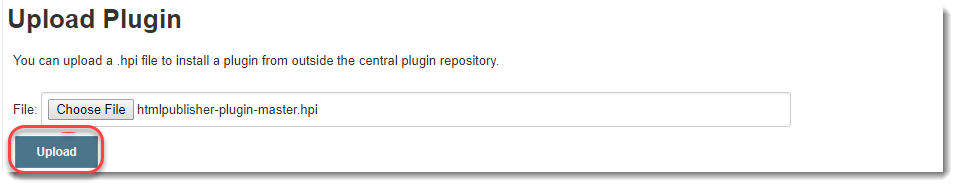 Upload Plugin
You can upload a .hpi file to install a plugin from outside the central plugin repository.
File: Choose File htmlpublisher-plugin-master.hpi
Upload